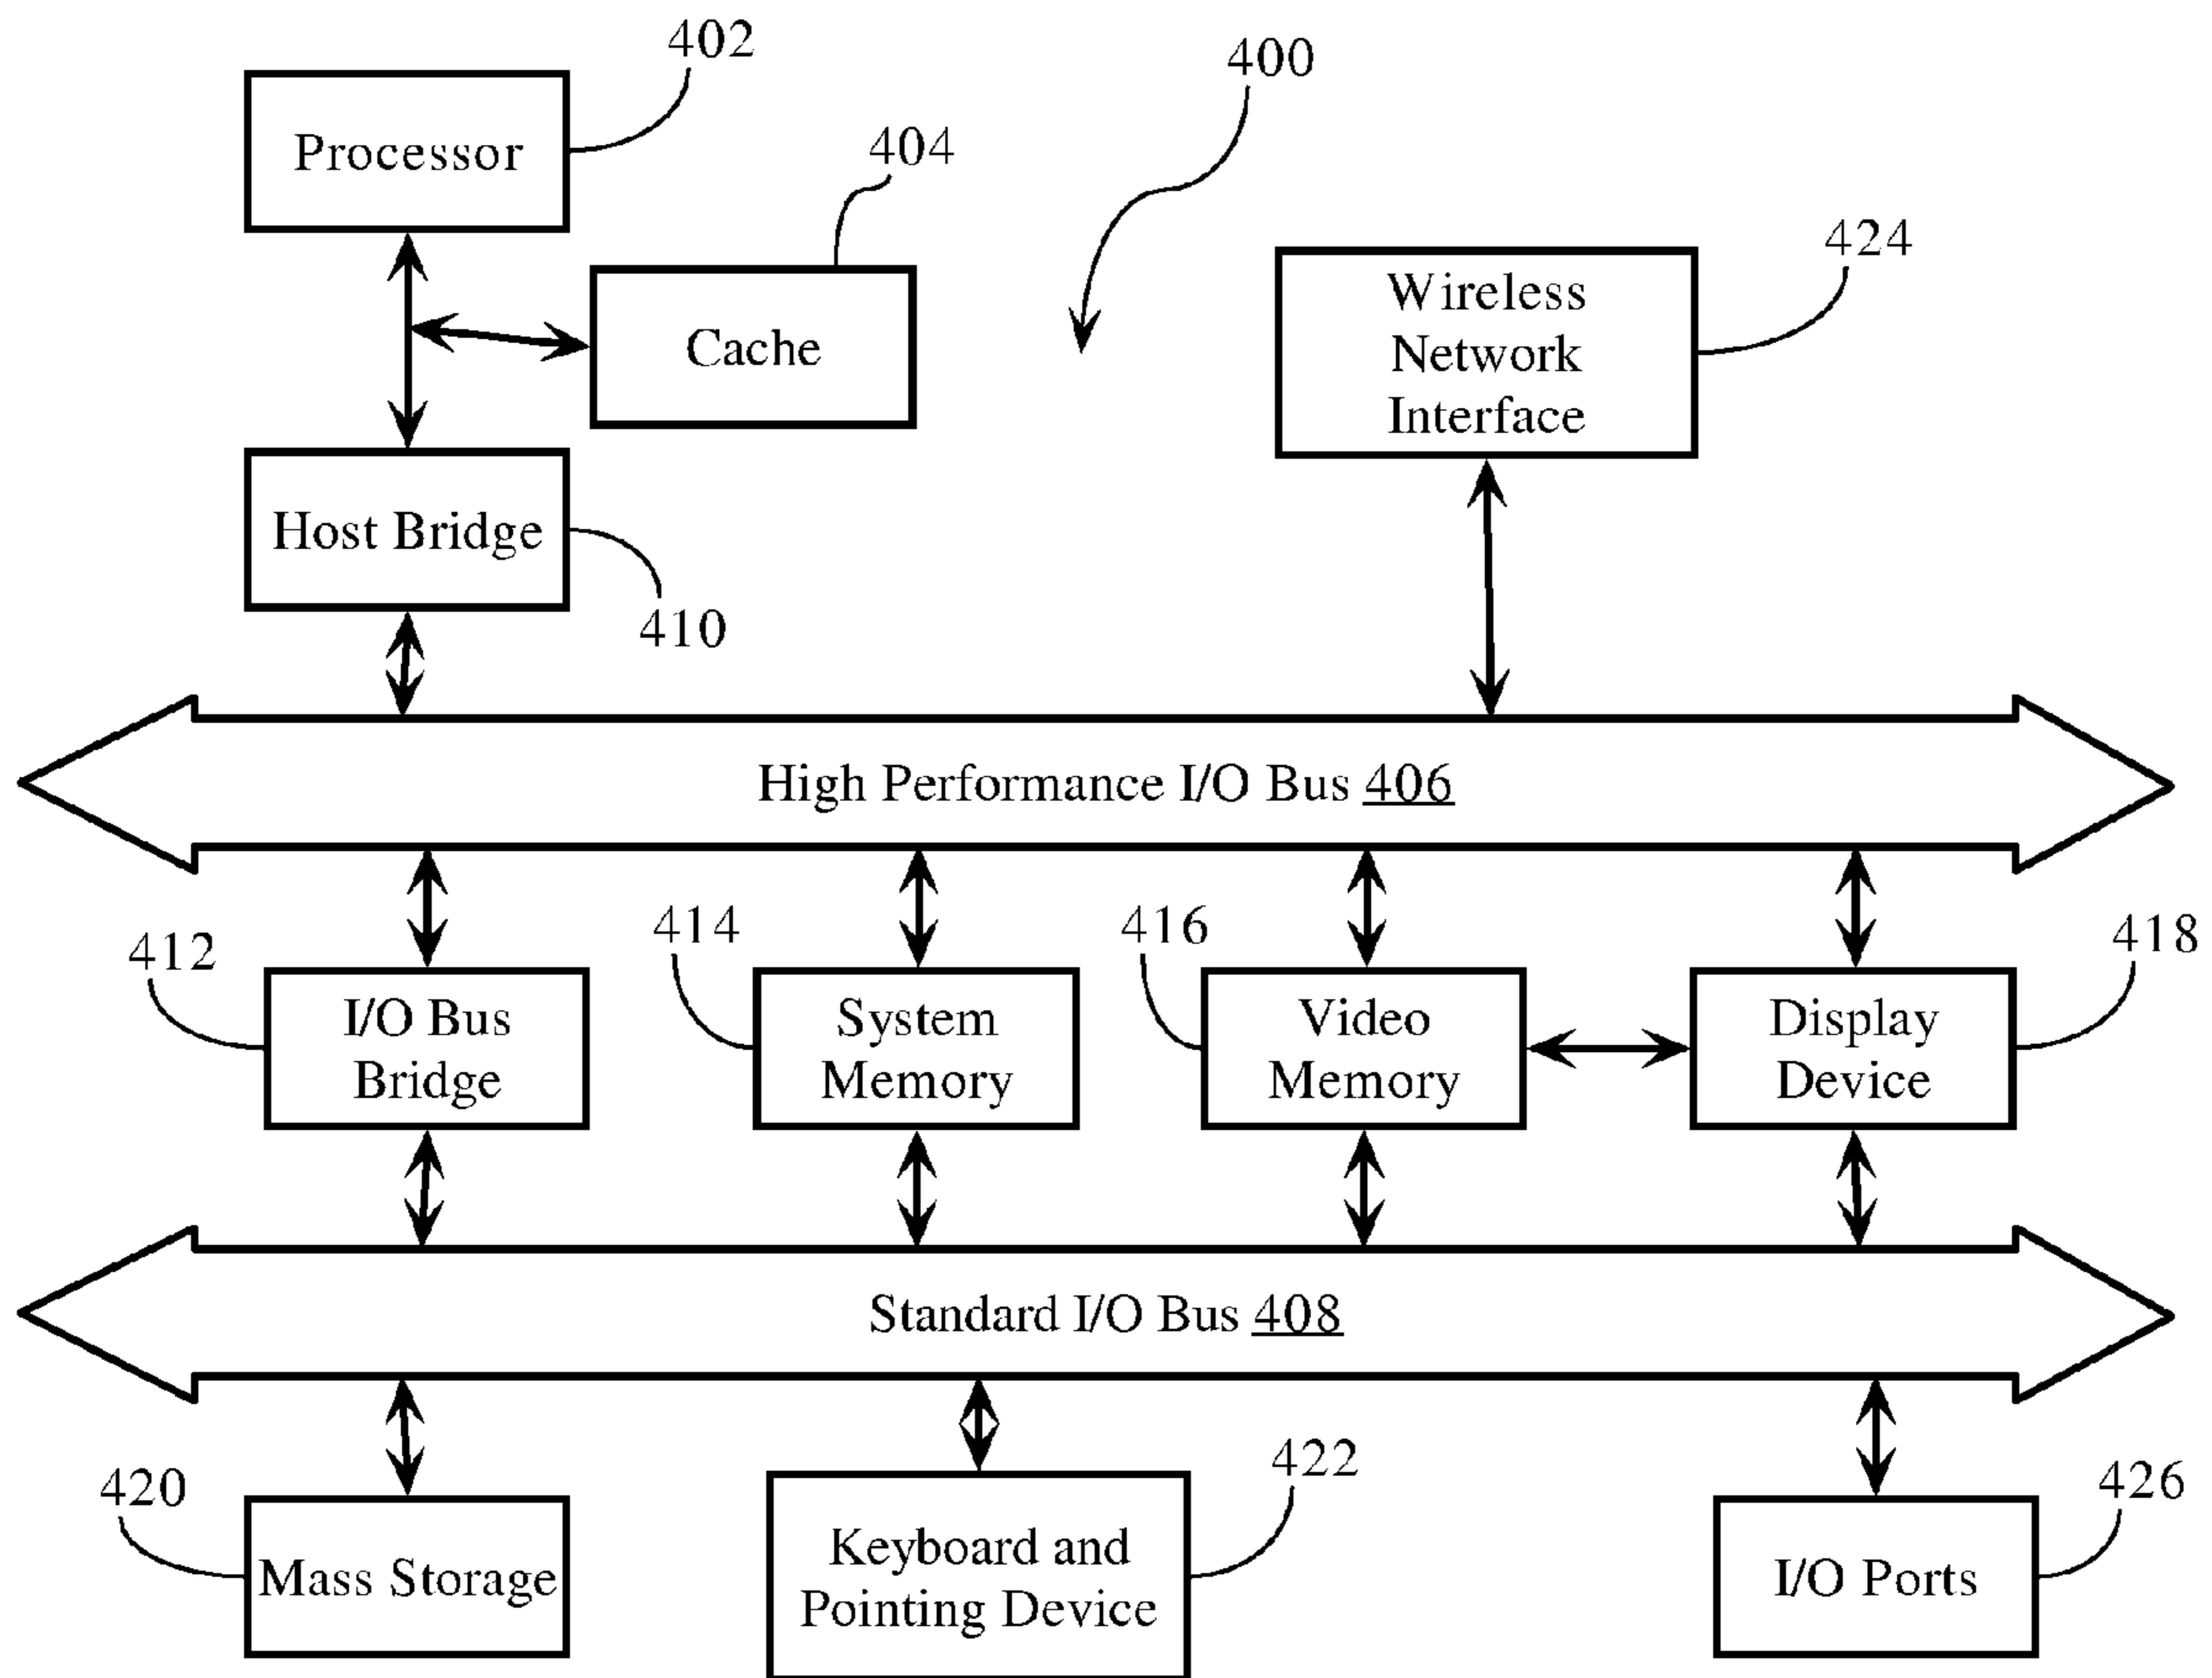 402
400
Processor
404
424
Cache
Wireless
Network
Interface
Host Bridge
410
High Performance I/O Bus 406
412
414
416
418
I/O Bus
Bridge
System
Memory
Video
Memory
Display
Device
Standard I/O Bus 408
420
422
426
Mass Storage
Keyboard and
Pointing Device
I/O Ports